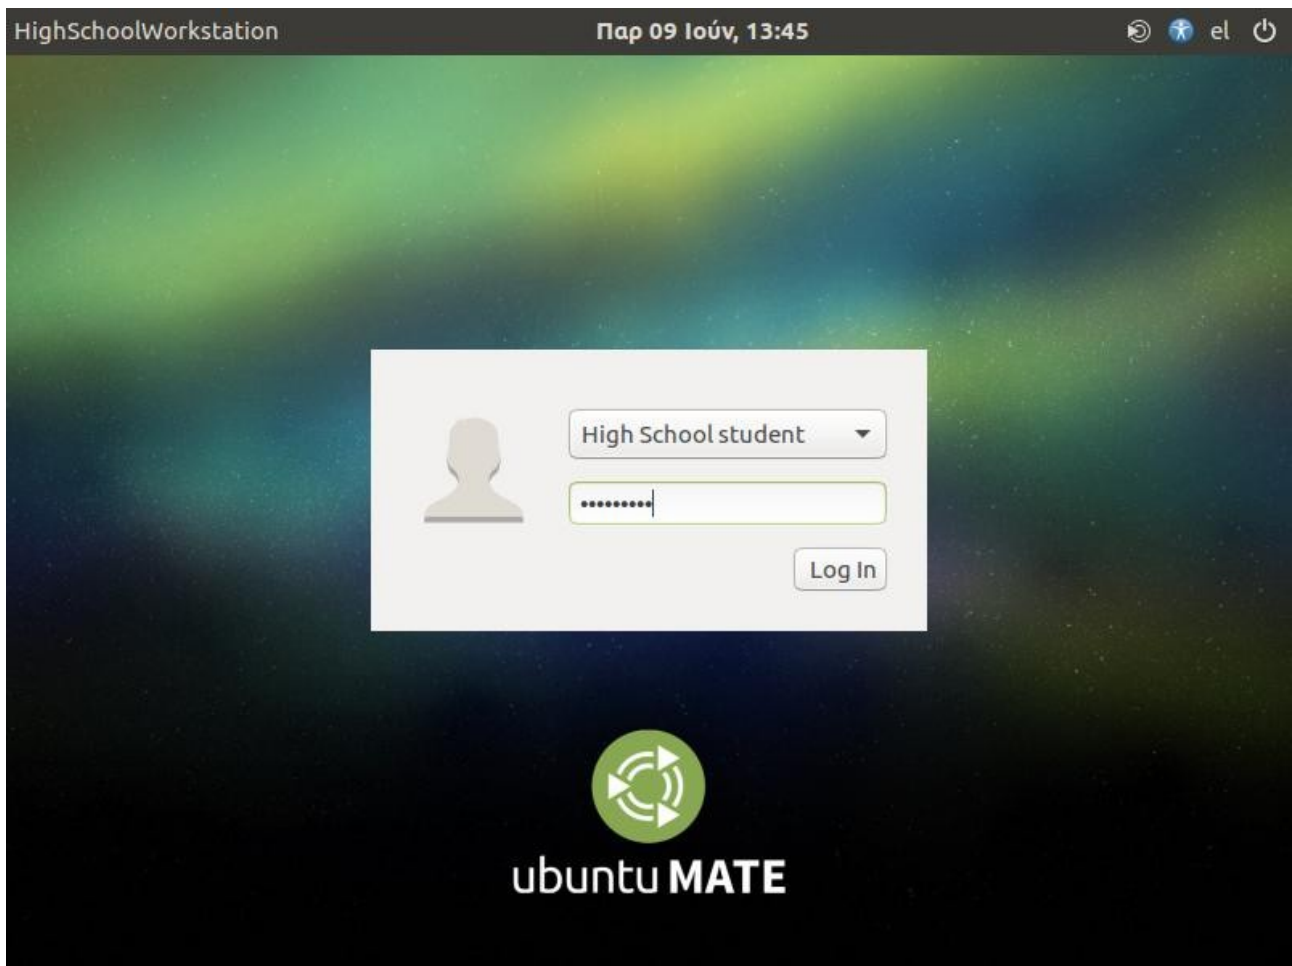 HighSchoolWorkstation Παρ 09 Ιούν, 13:45 el
High School student
•••••••••
Log In
ubuntu MATE